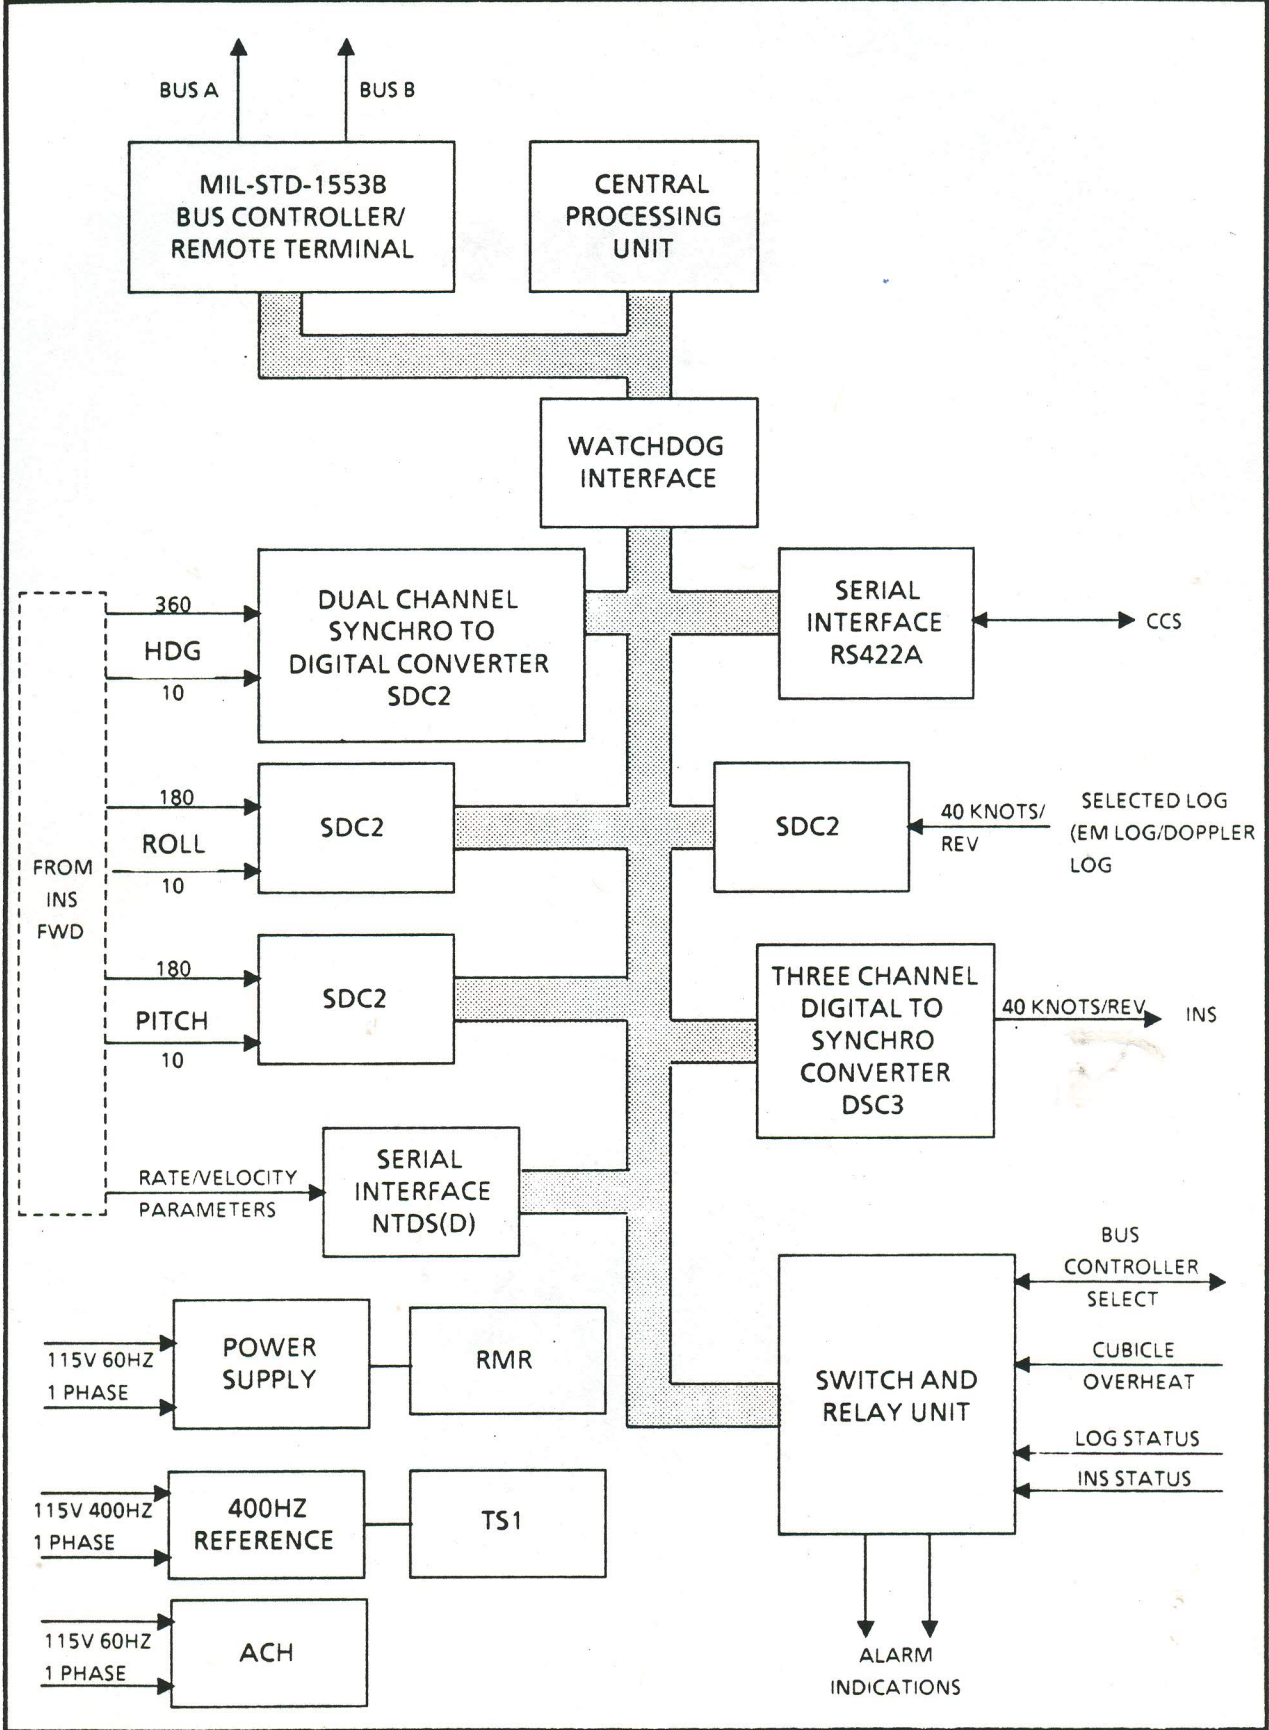 BUS A
BUS B
MIL-STD-1553B
BUS CONTROLLER/
REMOTE TERMINAL
CENTRAL
PROCESSING
UNIT
WATCHDOG
INTERFACE
360
HDG
10
DUAL CHANNEL
SYNCHRO TO
DIGITAL CONVERTER
SDC2
SERIAL
INTERFACE
RS422A
CCS
180
ROLL
10
SDC2
SDC2
40 KNOTS/
REV
SELECTED LOG
(EM LOG/DOPPLER
LOG
FROM
INS
FWD
180
PITCH
10
SDC2
THREE CHANNEL
DIGITAL TO
SYNCHRO
CONVERTER
DSC3
40 KNOTS/REV
INS
RATE/VELOCITY
PARAMETERS
SERIAL
INTERFACE
NTDS(D)
BUS
CONTROLLER
SELECT
CUBICLE
OVERHEAT
LOG STATUS
INS STATUS
SWITCH AND
RELAY UNIT
115V 60HZ
1 PHASE
POWER
SUPPLY
RMR
115V 400HZ
1 PHASE
400HZ
REFERENCE
TS1
115V 60HZ
1 PHASE
ACH
ALARM
INDICATIONS